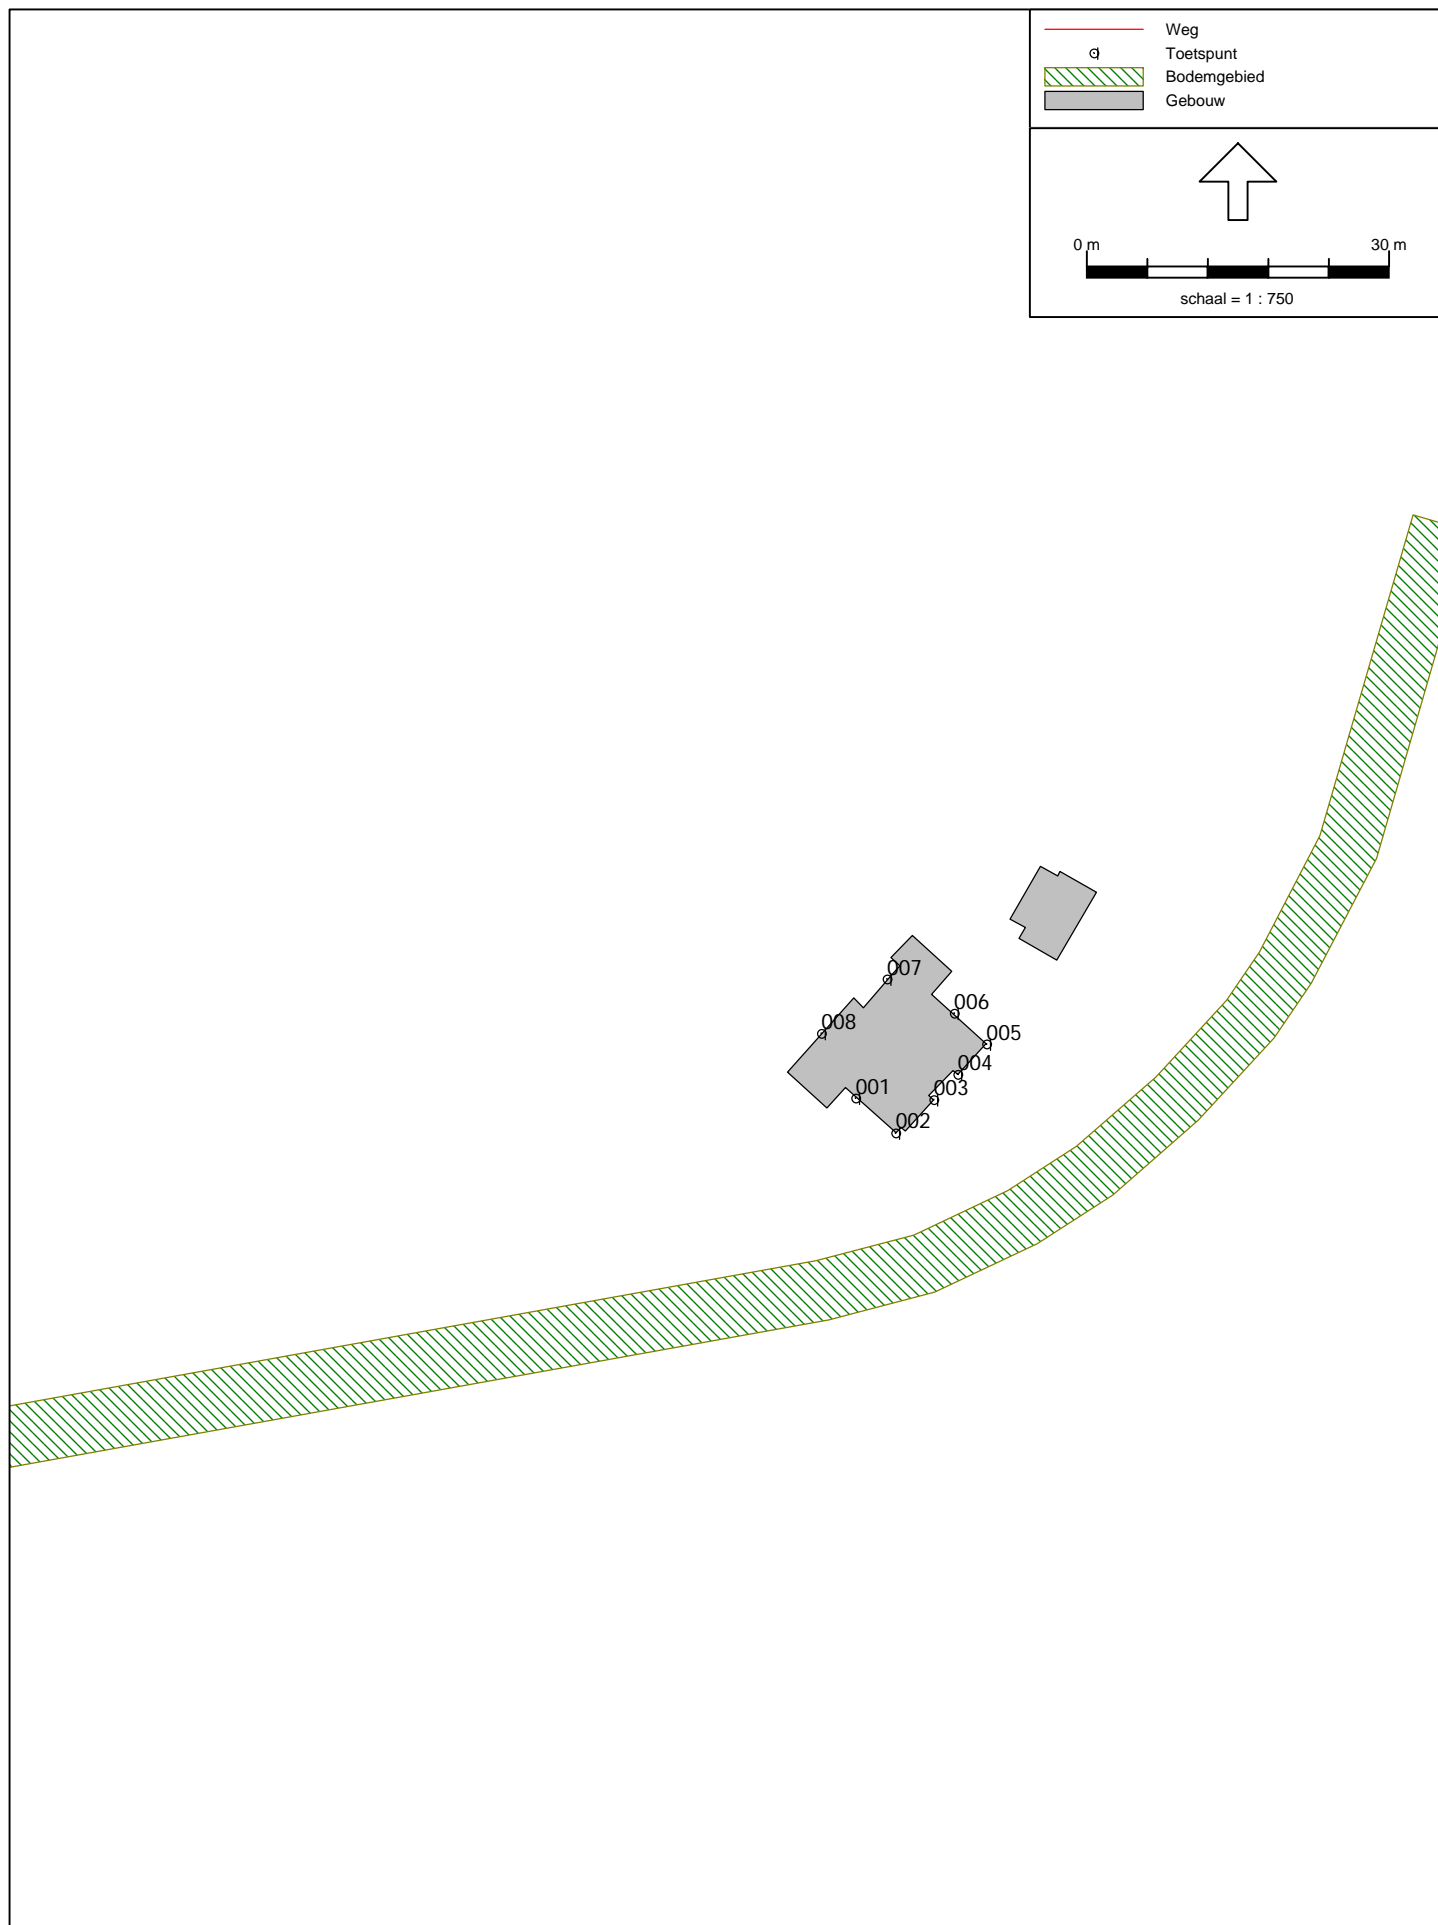 Weg
Toetspunt
Bodemgebied
Gebouw
0 m 30 m
schaal = 1 : 750
007
006
008
005
004
001
003
002